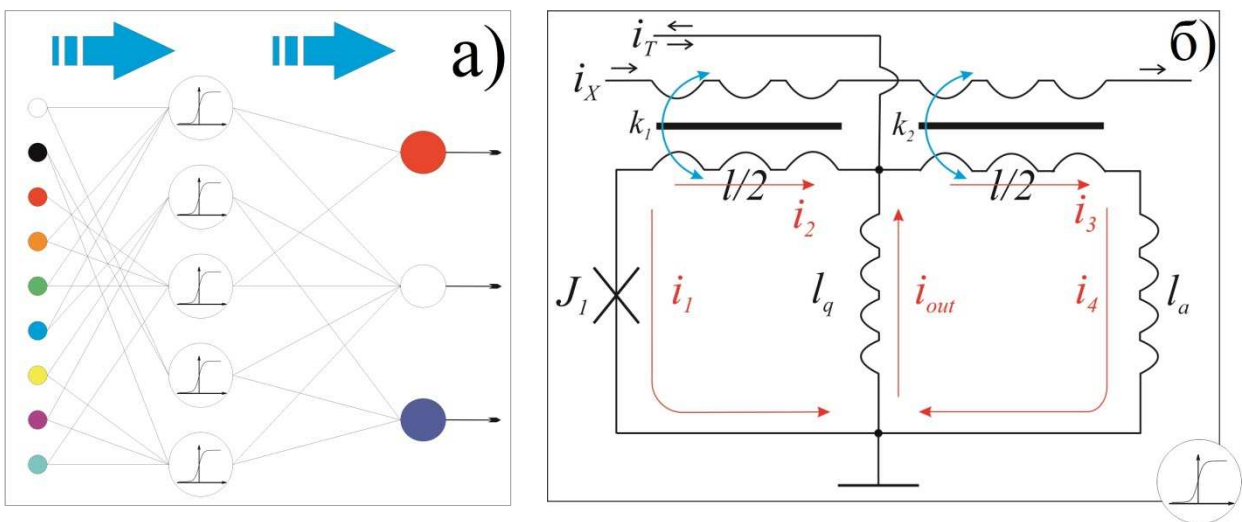 а)
б)
i_T
i_X
k_1
k_2
l/2
l/2
i_2
i_3
J_1
i_1
l_q
i_out
i_4
l_a